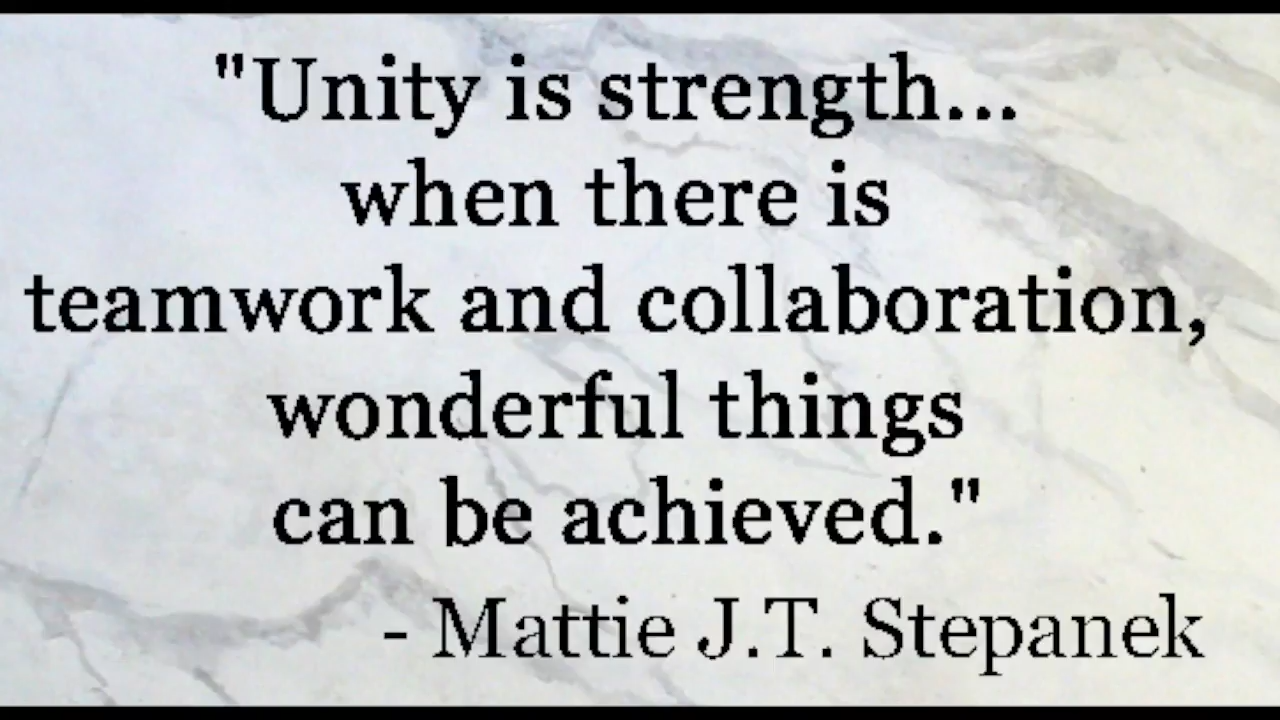 "Unity is strength...
when there is
teamwork and collaboration,
wonderful things
can be achieved."
- Mattie J.T. Stepanek